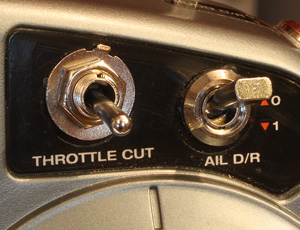 0
1
THROTTLE CUT
AIL D/R